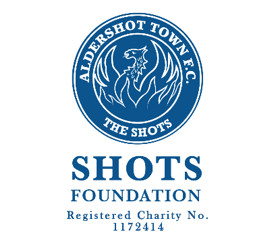 ALDERSHOT TOWN F.C.
THE SHOTS
SHOTS
FOUNDATION
Registered Charity No.
1172414